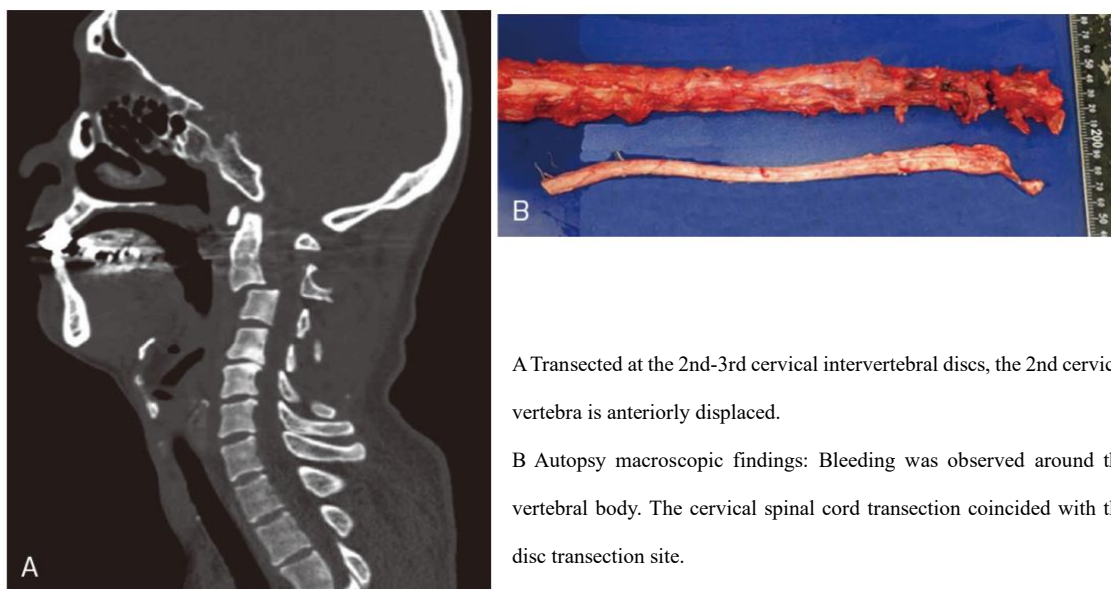 A
B
200
A Transected at the 2nd-3rd cervical intervertebral discs, the 2nd cervic
vertebra is anteriorly displaced.
B Autopsy macroscopic findings: Bleeding was observed around th
vertebral body. The cervical spinal cord transection coincided with th
disc transection site.